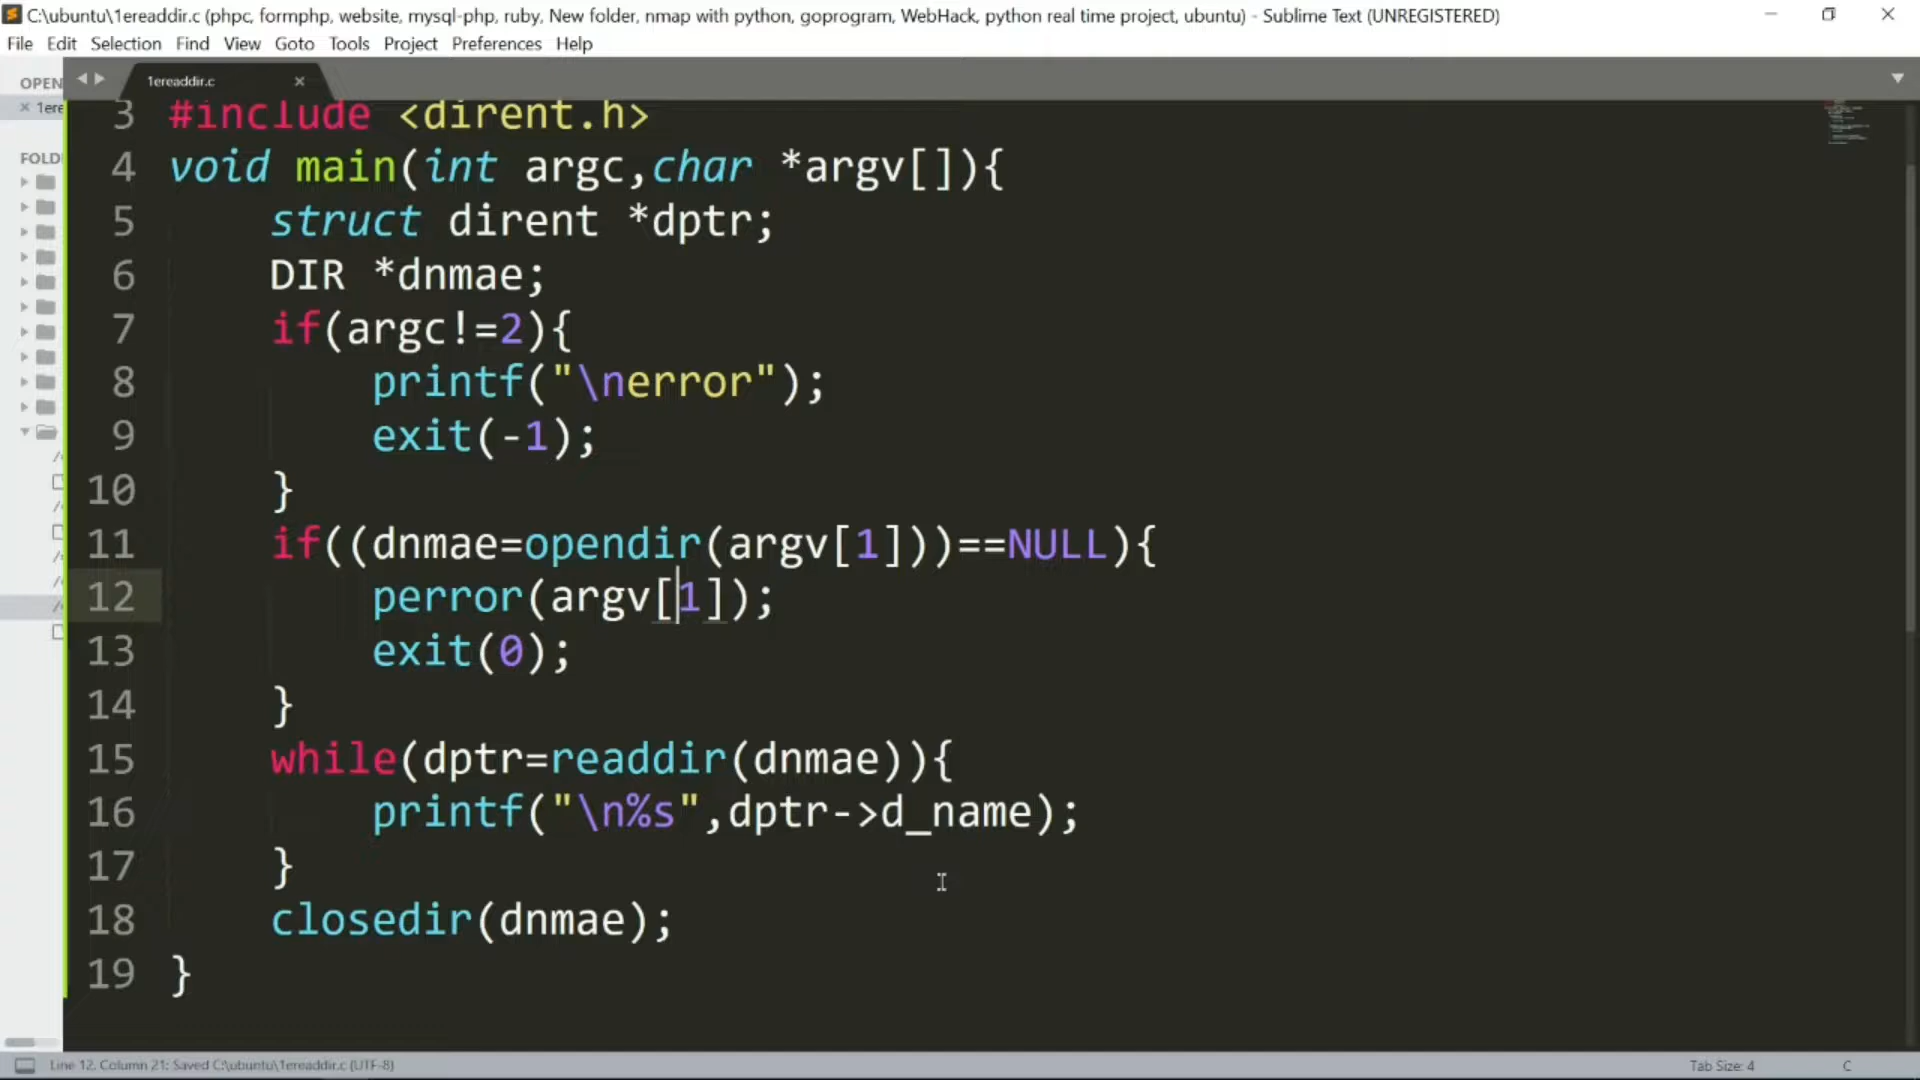 C:\ubuntu\1ereaddir.c (phpc, formphp, website, mysql-php, ruby, New folder, nmap with python, goprogram, WebHack, python real time project, ubuntu) - Sublime Text (UNREGISTERED)
File Edit Selection Find View Goto Tools Project Preferences Help
OPEN
1ereaddir.c
1ere
FOLD
3 #include <dirent.h>
4 void main(int argc,char *argv[]){
5 struct dirent *dptr;
6 DIR *dnmae;
7 if(argc!=2){
8 printf("\nerror");
9 exit(-1);
10 }
11 if((dnmae=opendir(argv[1]))==NULL){
12 perror(argv[1]);
13 exit(0);
14 }
15 while(dptr=readdir(dnmae)){
16 printf("\n%s",dptr->d_name);
17 }
18 closedir(dnmae);
19 }
Line 12, Column 21; Saved C:\ubuntu\1ereaddir.c (UTF-8)
Tab Size: 4
C